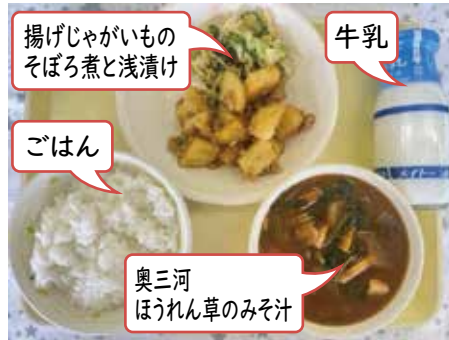 揚げじゃがいもの
そぼろ煮と浅漬け
牛乳
ごはん
奥三河
ほうれん草のみそ汁